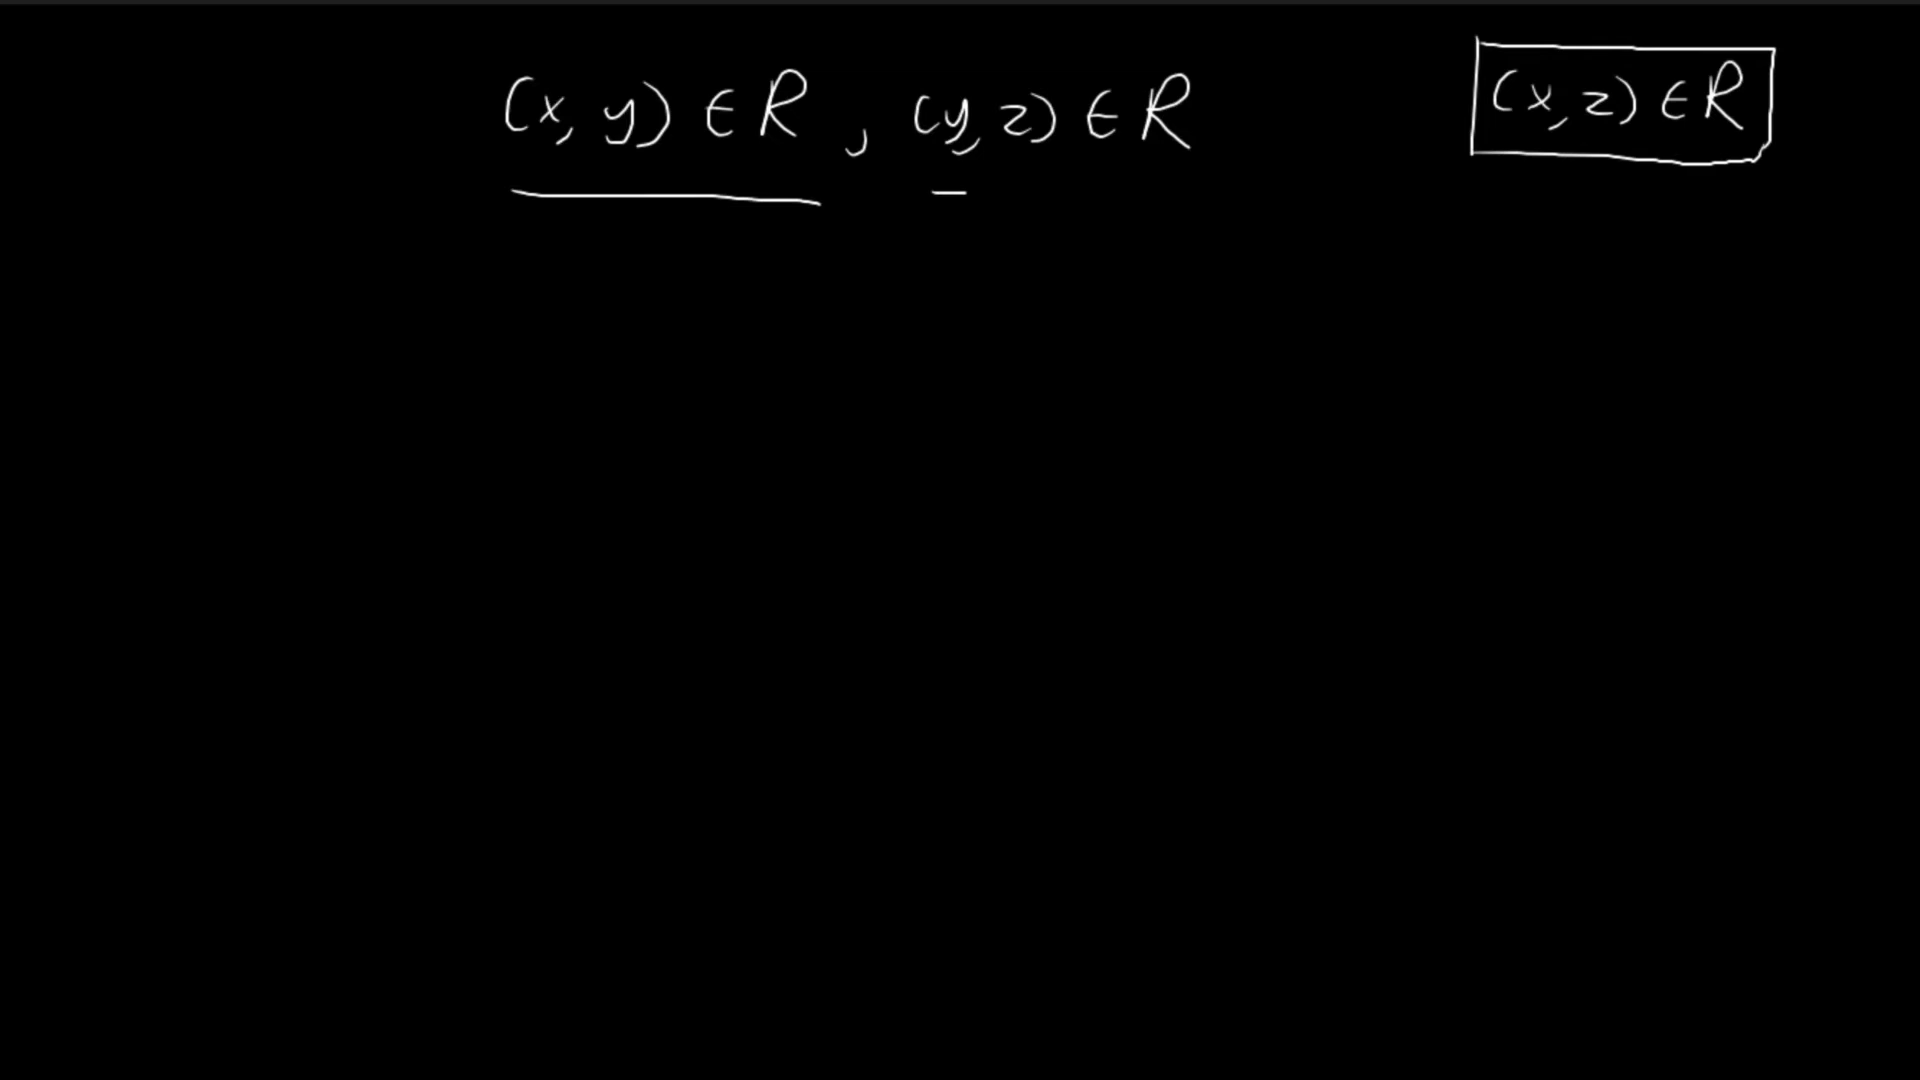 (x, y) ∈ R , (y, z) ∈ R
(x, z) ∈ R